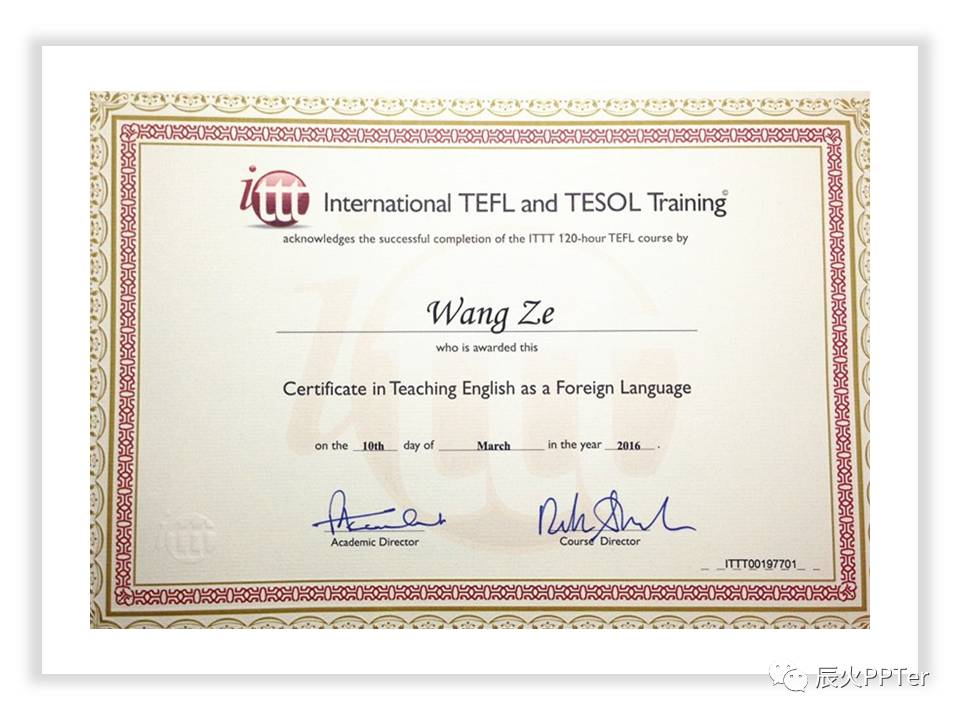 ittt International TEFL and TESOL Training©
acknowledges the successful completion of the ITTT 120-hour TEFL course by
Wang Ze
who is awarded this
Certificate in Teaching English as a Foreign Language
on the 10th day of March in the year 2016 .
Academic Director
Course Director
ITTT00197701
ittt
辰火PPTer